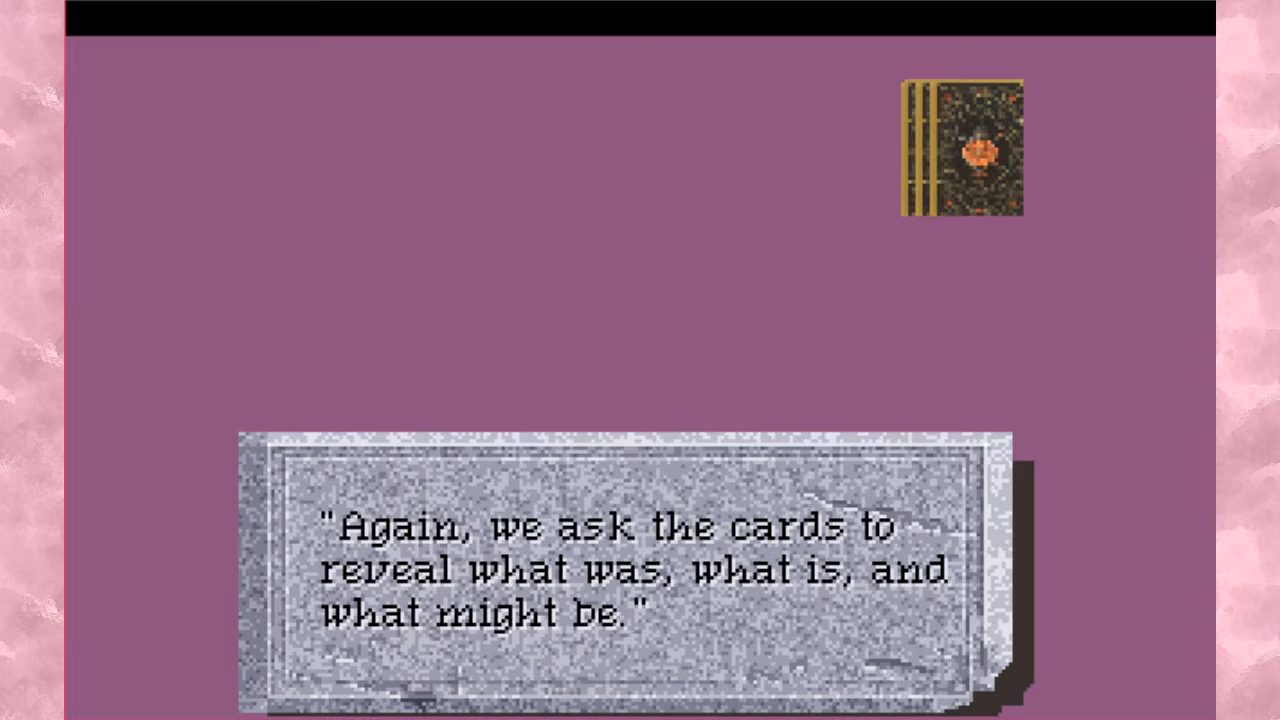 "Again, we ask the cards to
reveal what was, what is, and
what might be."